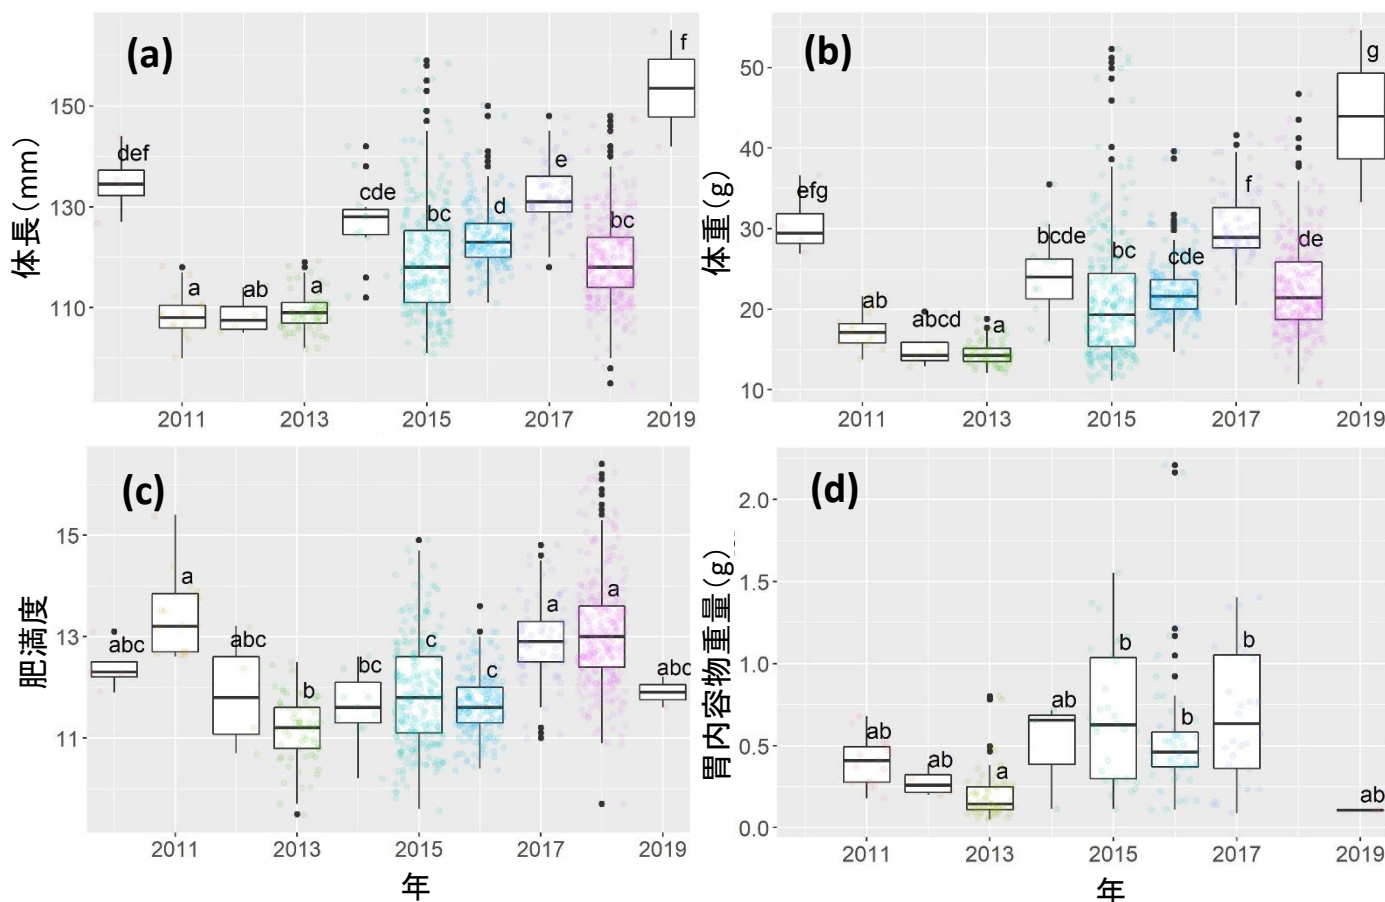 (a)
体長(mm)
150
130
110
def
a
ab
a
cde
bc
d
e
bc
f
2011
2013
2015
2017
2019
(b)
体重(g)
50
40
30
20
10
efg
ab
abcd
a
bcde
bc
cde
f
de
g
2011
2013
2015
2017
2019
(c)
肥満度
15
13
11
abc
a
abc
b
bc
c
c
a
a
abc
2011
2013
2015
2017
2019
年
(d)
胃内容物重量(g)
2.0
1.5
1.0
0.5
0.0
ab
ab
a
ab
b
b
b
ab
2011
2013
2015
2017
2019
年